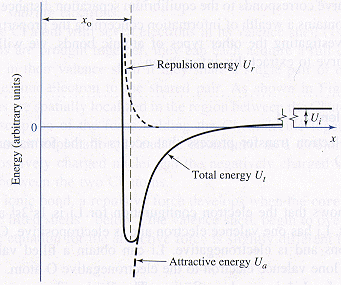 x₀
Repulsion energy Uᵣ
Energy (arbitrary units)
0
Uᵢ
x
Total energy Uₜ
Attractive energy Uₐ